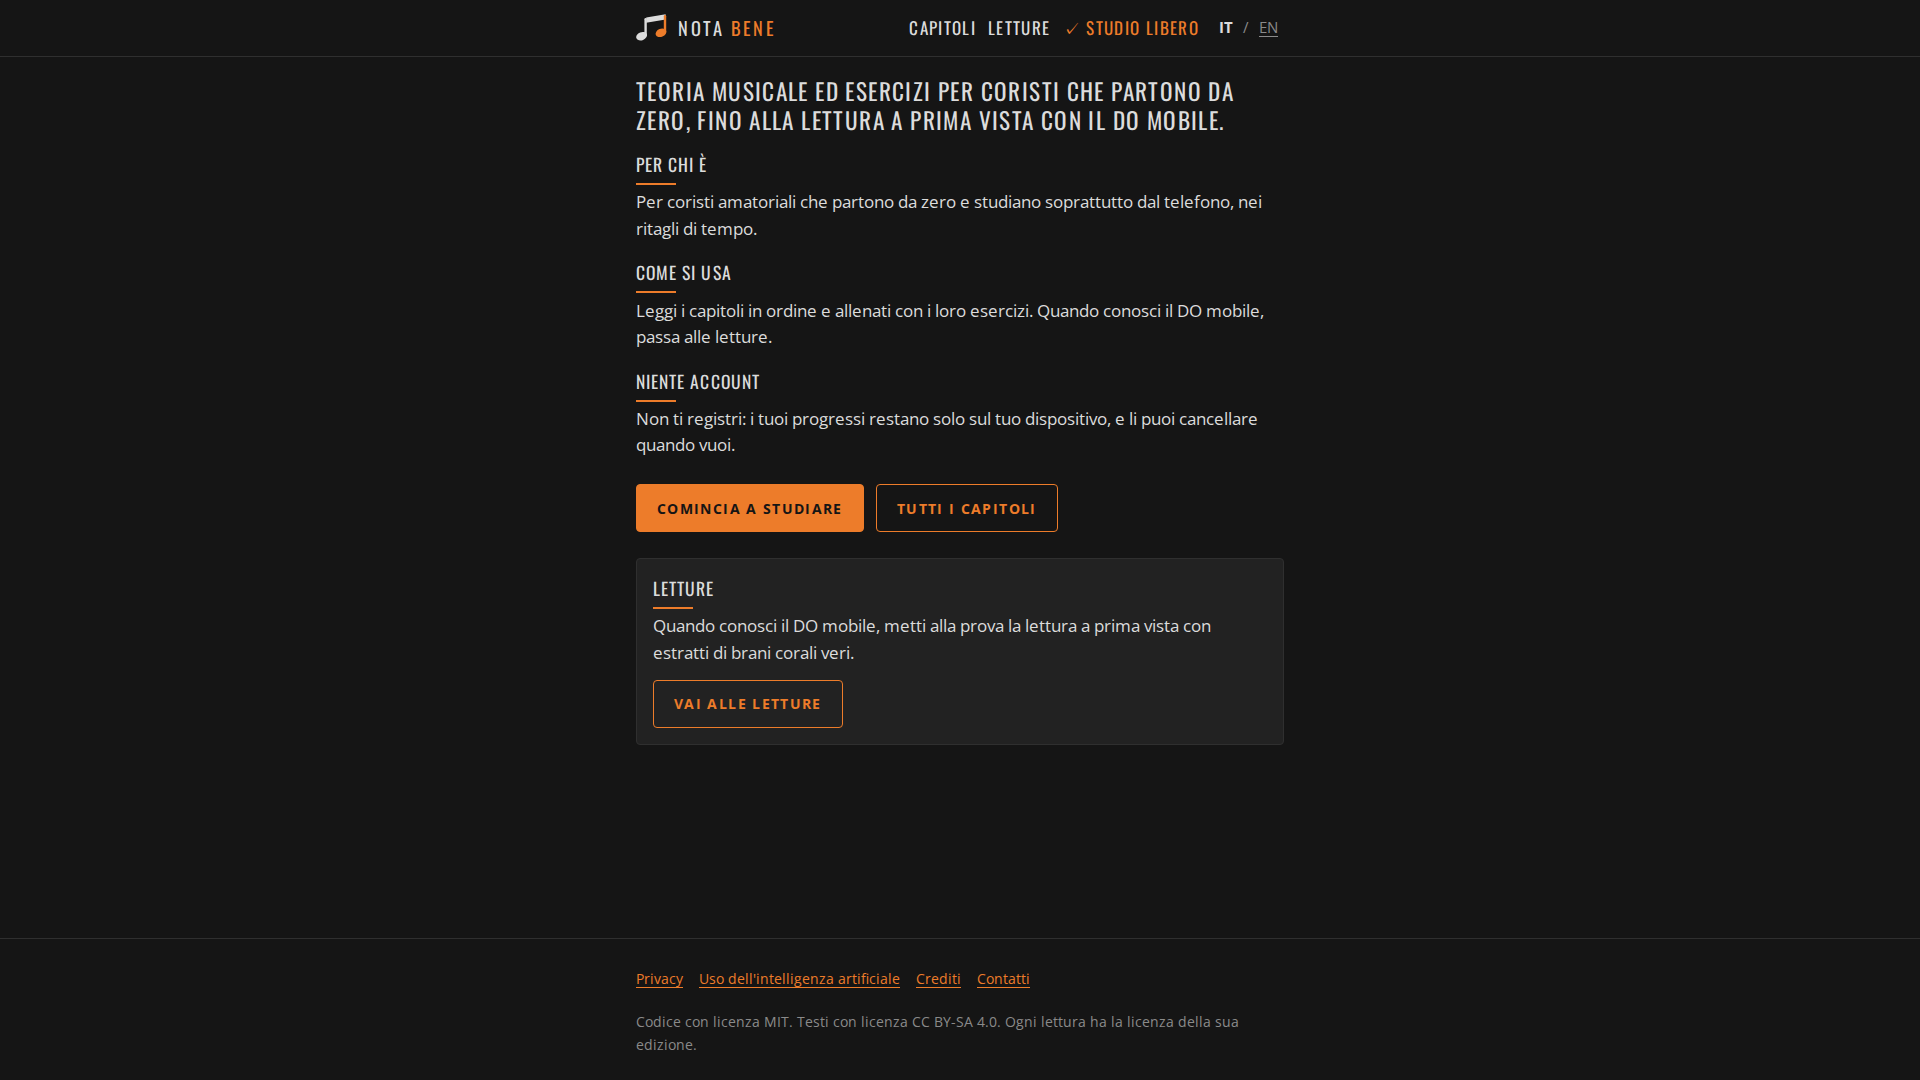 NOTA BENE
CAPITOLI LETTURE ✓ STUDIO LIBERO IT / EN
TEORIA MUSICALE ED ESERCIZI PER CORISTI CHE PARTONO DA
ZERO, FINO ALLA LETTURA A PRIMA VISTA CON IL DO MOBILE.
PER CHI È
Per coristi amatoriali che partono da zero e studiano soprattutto dal telefono, nei
ritagli di tempo.
COME SI USA
Leggi i capitoli in ordine e allenati con i loro esercizi. Quando conosci il DO mobile,
passa alle letture.
NIENTE ACCOUNT
Non ti registri: i tuoi progressi restano solo sul tuo dispositivo, e li puoi cancellare
quando vuoi.
COMINCIA A STUDIARE
TUTTI I CAPITOLI
LETTURE
Quando conosci il DO mobile, metti alla prova la lettura a prima vista con
estratti di brani corali veri.
VAI ALLE LETTURE
Privacy Uso dell'intelligenza artificiale Crediti Contatti
Codice con licenza MIT. Testi con licenza CC BY-SA 4.0. Ogni lettura ha la licenza della sua
edizione.